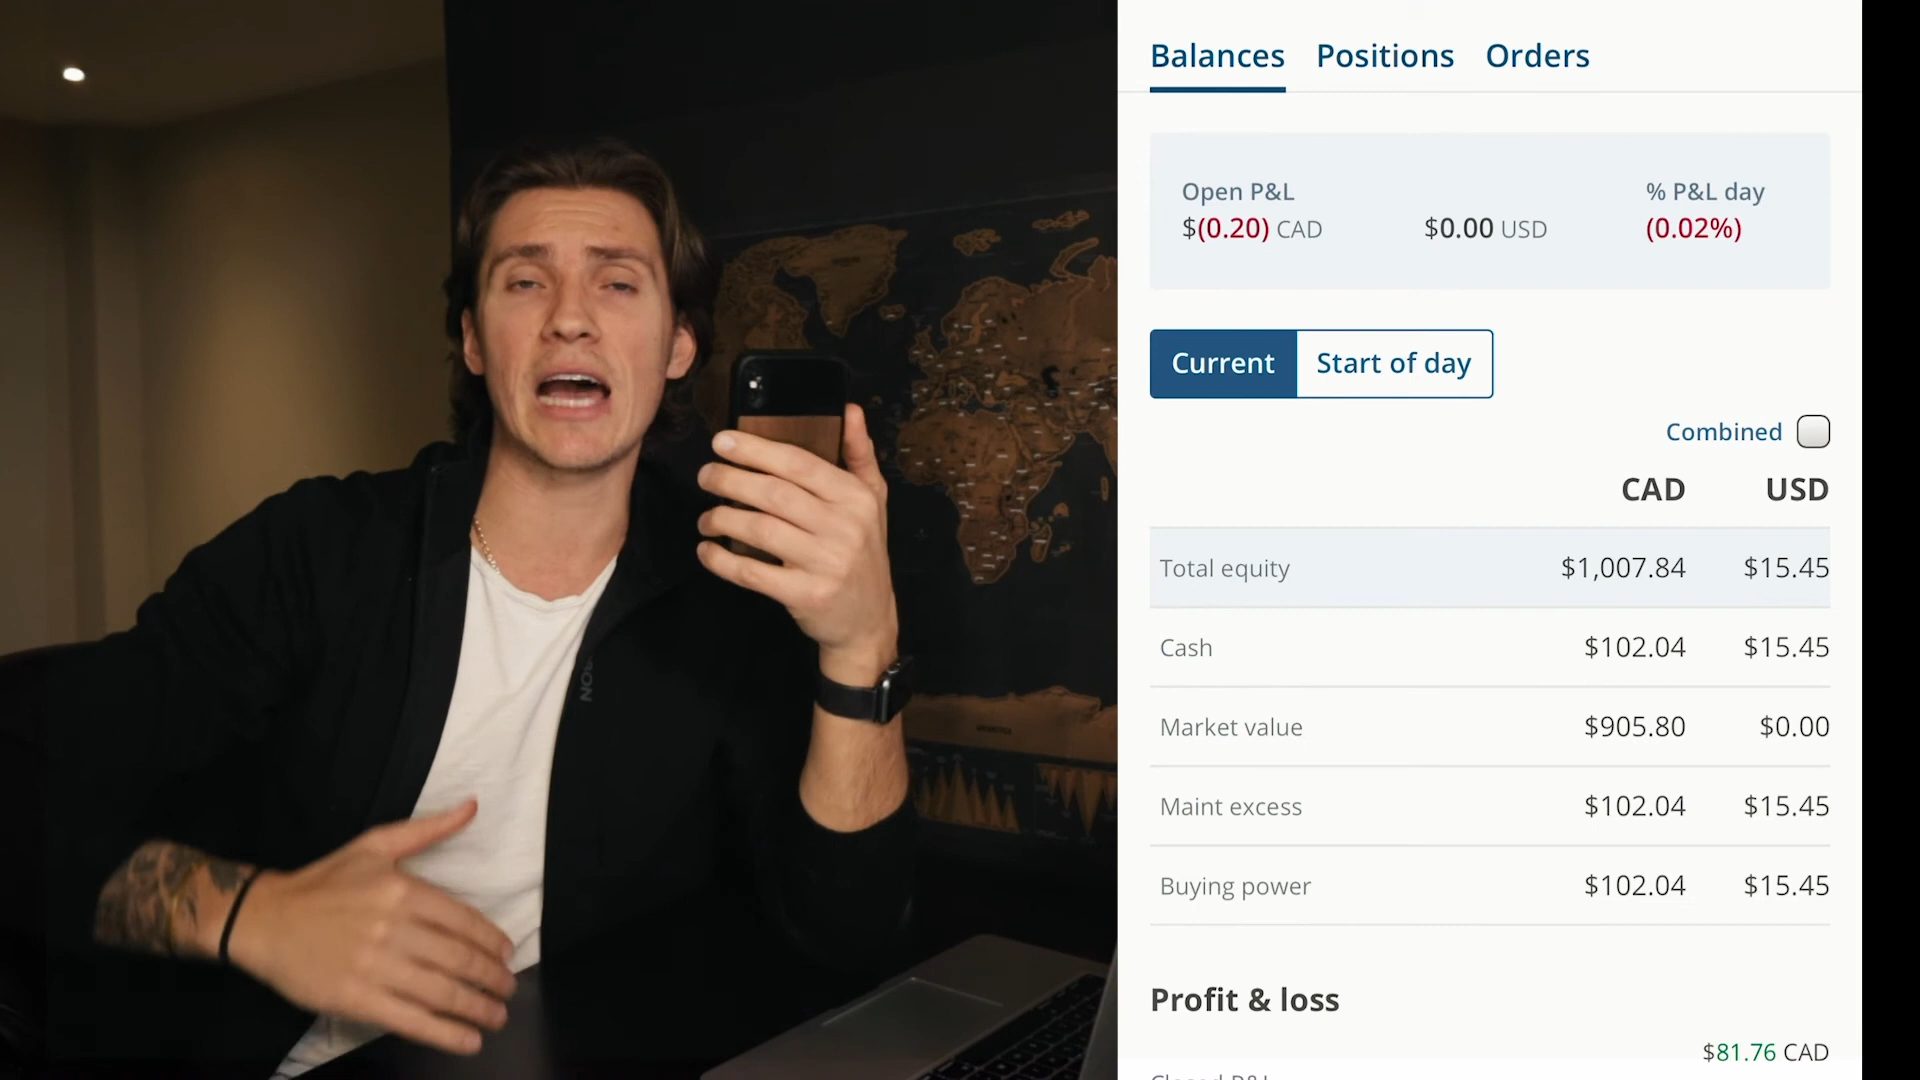 Balances Positions Orders
Open P&L % P&L day
$(0.20) CAD $0.00 USD (0.02%)
Current Start of day
Combined
CAD USD
Total equity $1,007.84 $15.45
Cash $102.04 $15.45
Market value $905.80 $0.00
Maint excess $102.04 $15.45
Buying power $102.04 $15.45
Profit & loss
$81.76 CAD